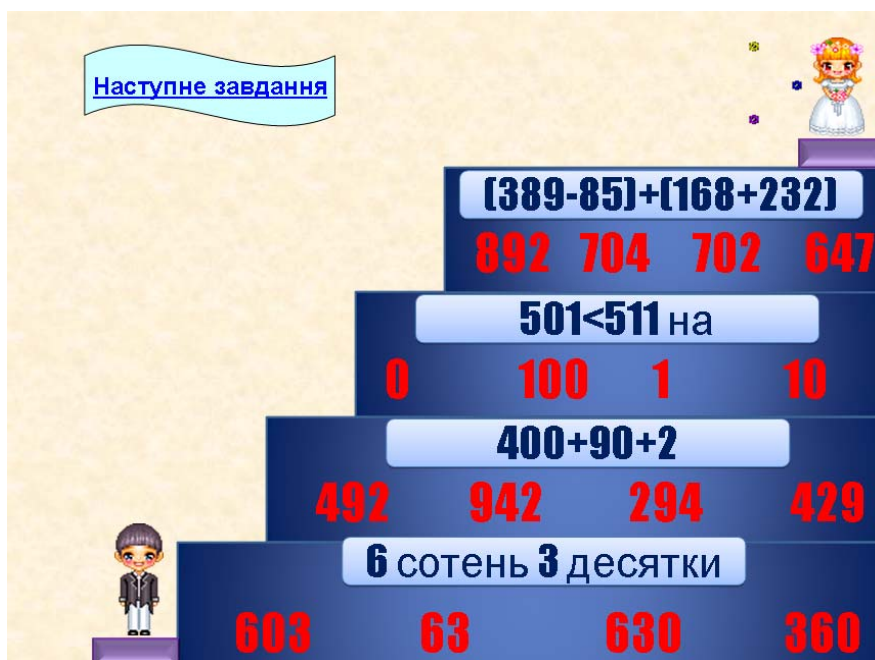 Наступне завдання
(389-85)+(168+232)
892 704 702 647
501<511 на
0 100 1 10
400+90+2
492 942 294 429
6 сотень 3 десятки
603 63 630 360